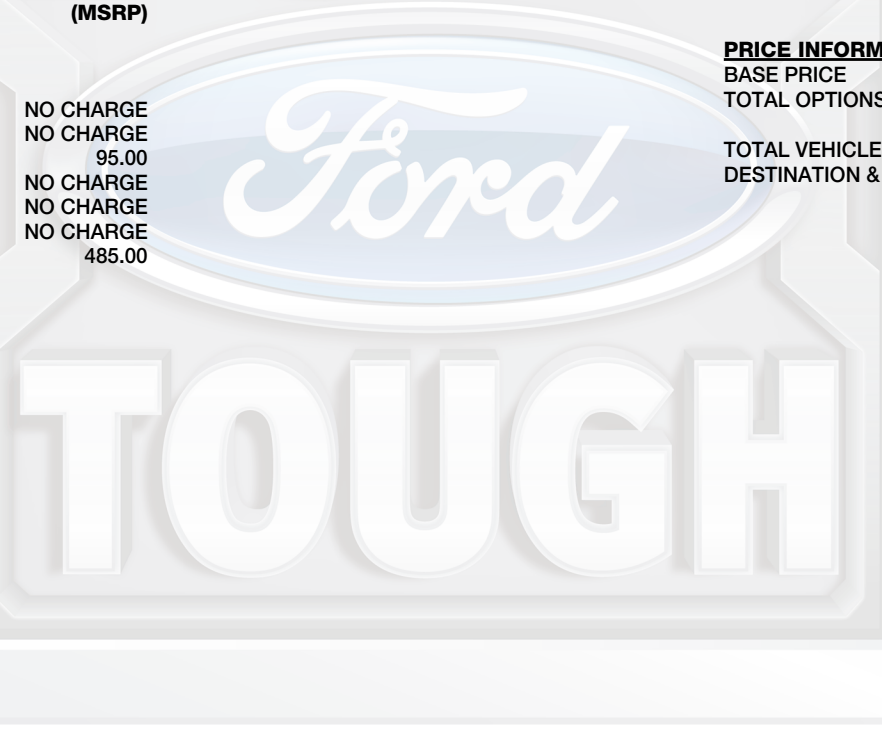 (MSRP)
NO CHARGE
NO CHARGE
95.00
NO CHARGE
NO CHARGE
NO CHARGE
485.00
PRICE INFORM
BASE PRICE
TOTAL OPTIONS
TOTAL VEHICLE
DESTINATION &
Ford
TOUGH